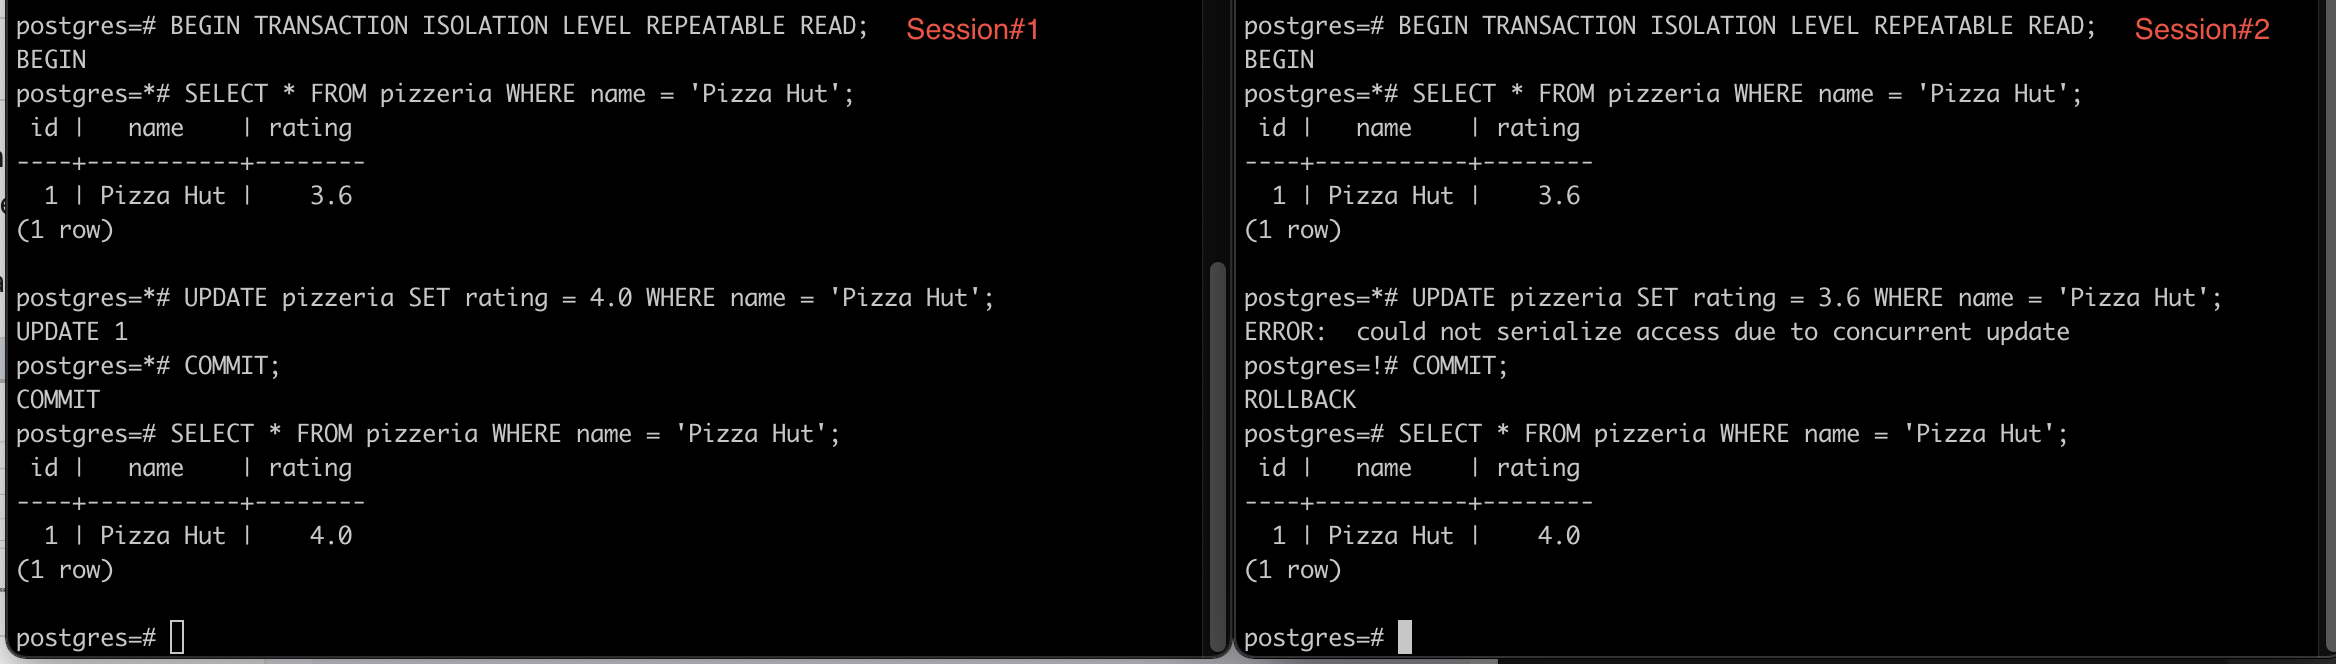 postgres=# BEGIN TRANSACTION ISOLATION LEVEL REPEATABLE READ; Session#1
BEGIN
postgres=*# SELECT * FROM pizzeria WHERE name = 'Pizza Hut';
 id |   name    | rating
----+-----------+--------
  1 | Pizza Hut |    3.6
(1 row)

postgres=*# UPDATE pizzeria SET rating = 4.0 WHERE name = 'Pizza Hut';
UPDATE 1
postgres=*# COMMIT;
COMMIT
postgres=# SELECT * FROM pizzeria WHERE name = 'Pizza Hut';
 id |   name    | rating
----+-----------+--------
  1 | Pizza Hut |    4.0
(1 row)

postgres=#
postgres=# BEGIN TRANSACTION ISOLATION LEVEL REPEATABLE READ; Session#2
BEGIN
postgres=*# SELECT * FROM pizzeria WHERE name = 'Pizza Hut';
 id |   name    | rating
----+-----------+--------
  1 | Pizza Hut |    3.6
(1 row)

postgres=*# UPDATE pizzeria SET rating = 3.6 WHERE name = 'Pizza Hut';
ERROR:  could not serialize access due to concurrent update
postgres=!# COMMIT;
ROLLBACK
postgres=# SELECT * FROM pizzeria WHERE name = 'Pizza Hut';
 id |   name    | rating
----+-----------+--------
  1 | Pizza Hut |    4.0
(1 row)

postgres=#